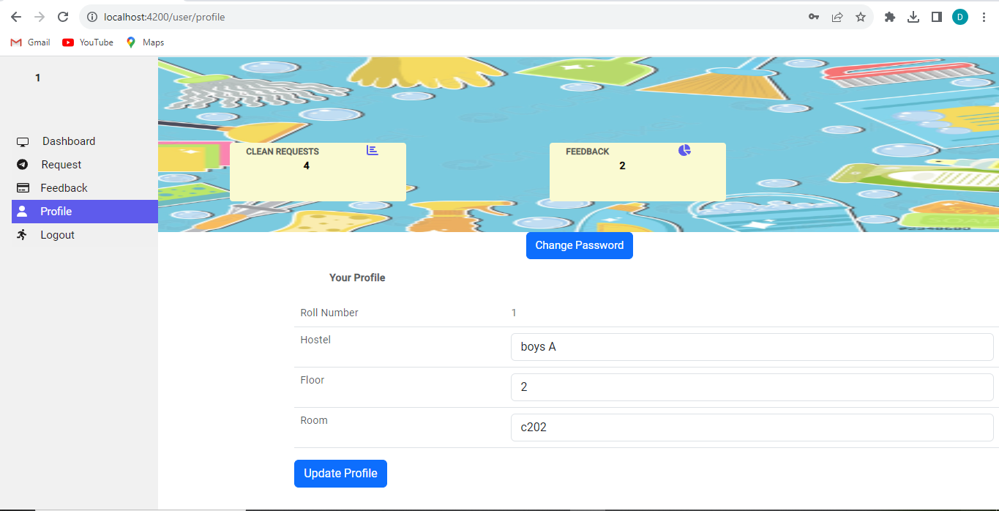 localhost:4200/user/profile
D
Gmail
YouTube
Maps
1
Dashboard
Request
Feedback
Profile
Logout
CLEAN REQUESTS
4
FEEDBACK
2
Change Password
Your Profile
Roll Number 1
Hostel boys A
Floor 2
Room c202
Update Profile